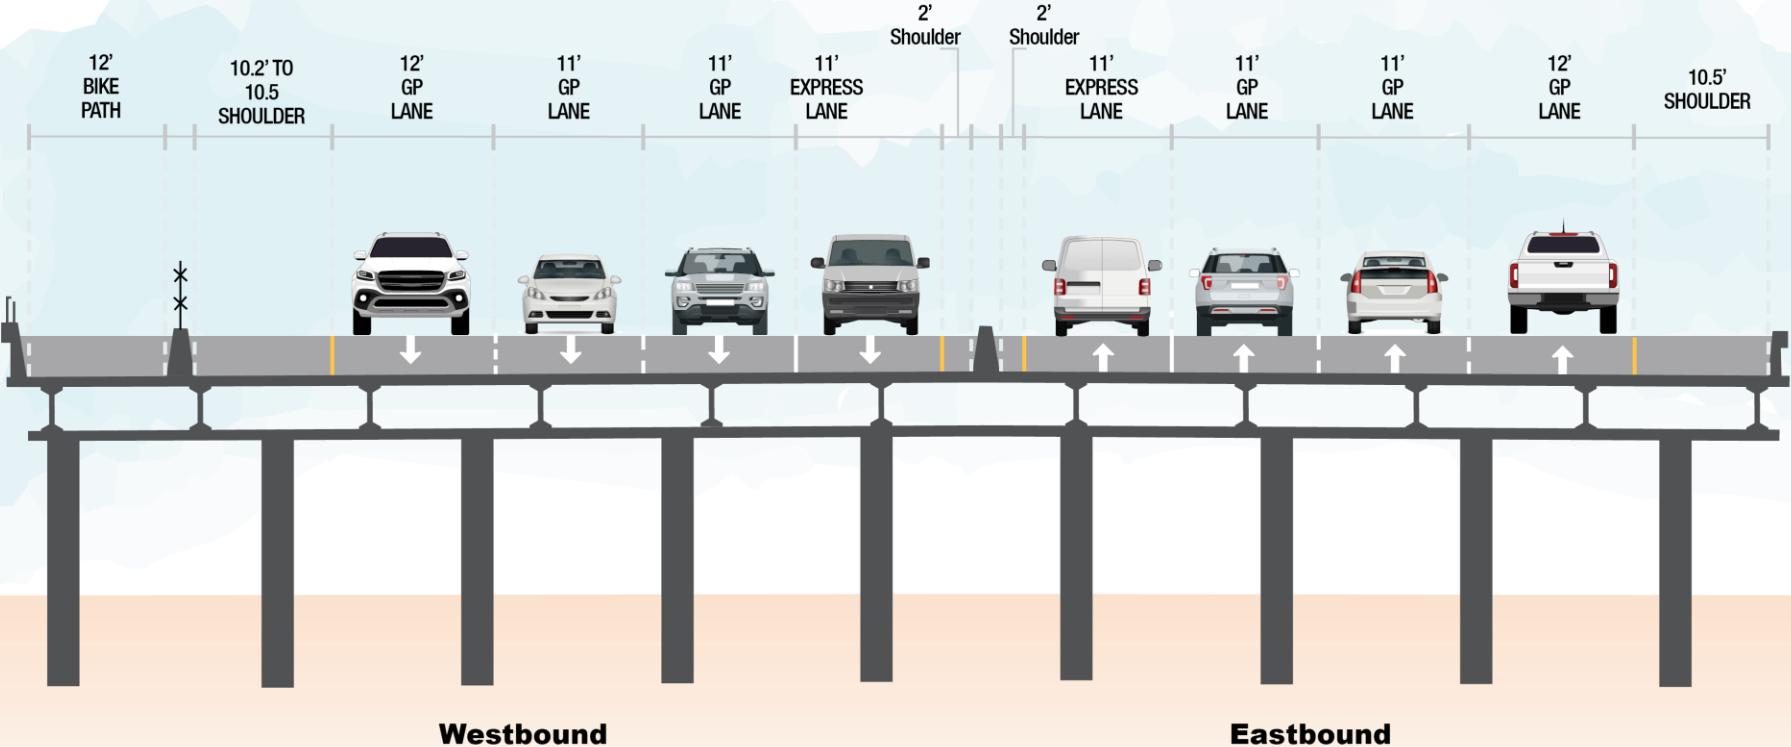 2'
Shoulder
2'
Shoulder
12'
BIKE
PATH
10.2' TO
10.5
SHOULDER
12'
GP
LANE
11'
GP
LANE
11'
GP
LANE
11'
EXPRESS
LANE
11'
EXPRESS
LANE
11'
GP
LANE
11'
GP
LANE
12'
GP
LANE
10.5'
SHOULDER
Westbound
Eastbound